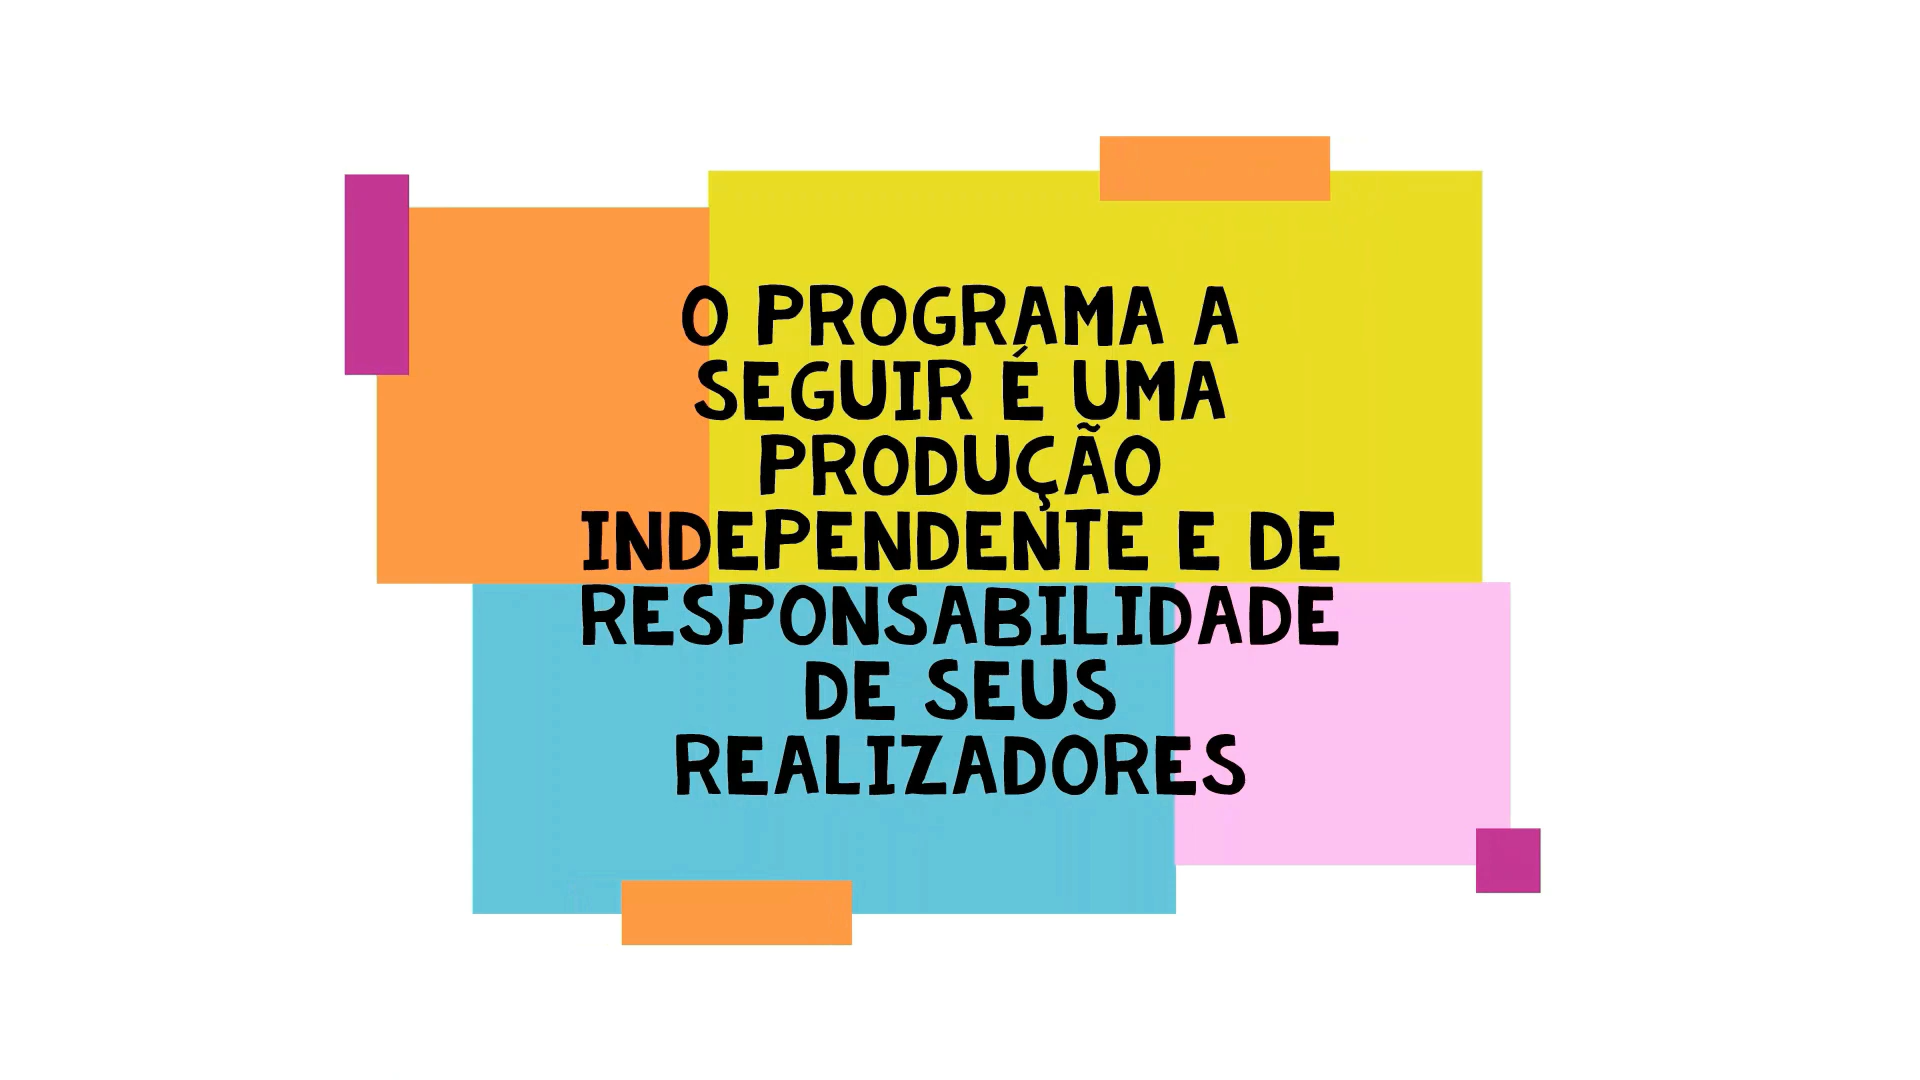 O PROGRAMA A
SEGUIR É UMA
PRODUÇÃO
INDEPENDENTE E DE
RESPONSABILIDADE
DE SEUS
REALIZADORES